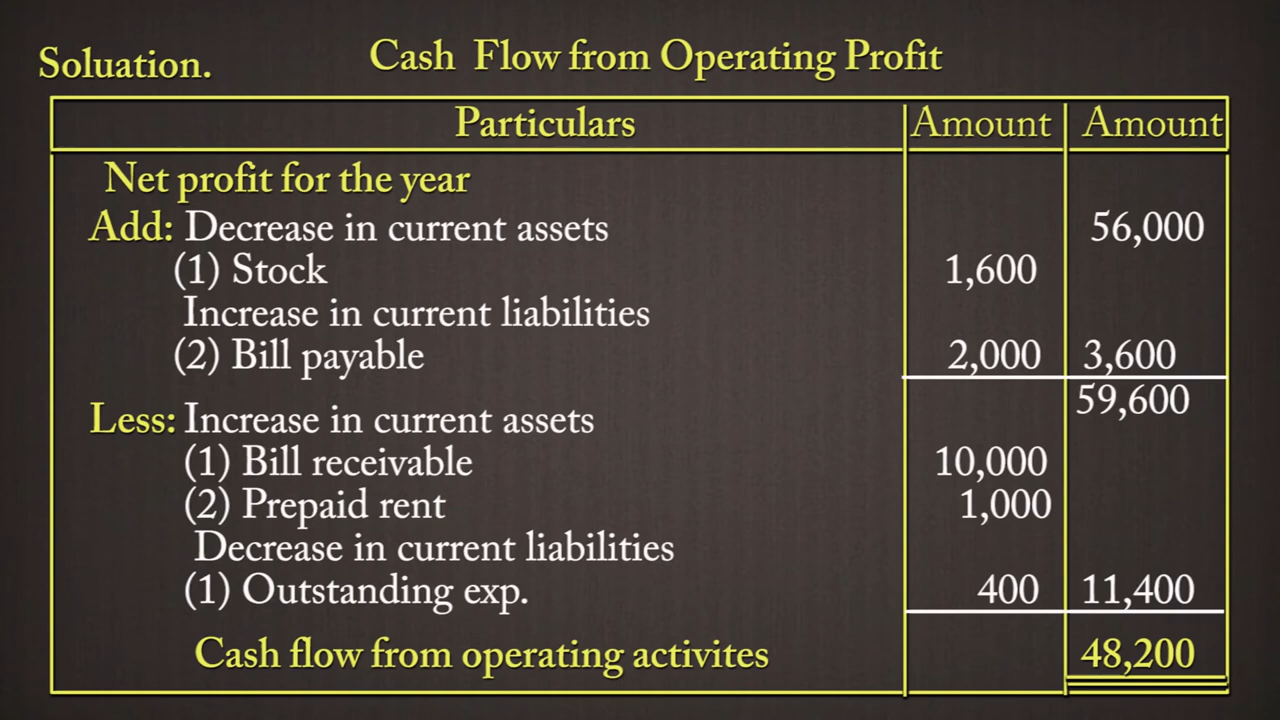 Soluation.
Cash Flow from Operating Profit
Particulars Amount Amount
Net profit for the year
Add: Decrease in current assets 56,000
(1) Stock 1,600
Increase in current liabilities
(2) Bill payable 2,000 3,600
59,600
Less: Increase in current assets
(1) Bill receivable 10,000
(2) Prepaid rent 1,000
Decrease in current liabilities
(1) Outstanding exp. 400 11,400
Cash flow from operating activites 48,200